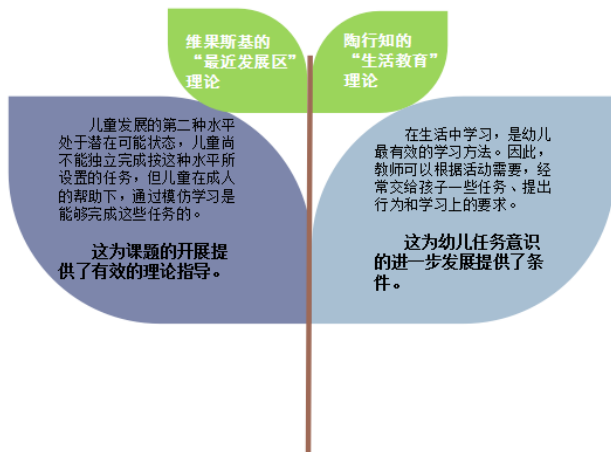 维果斯基的
“最近发展区”
理论
陶行知的
“生活教育”
理论
儿童发展的第二种水平
处于潜在可能状态，儿童尚
不能独立完成按这种水平所
设置的任务，但儿童在成人
的帮助下，通过模仿学习是
能够完成这些任务的。
这为课题的开展提
供了有效的理论指导。
在生活中学习，是幼儿
最有效的学习方法。因此，
教师可以根据活动需要，经
常交给孩子一些任务、提出
行为和学习上的要求。
这为幼儿任务意识
的进一步发展提供了条
件。